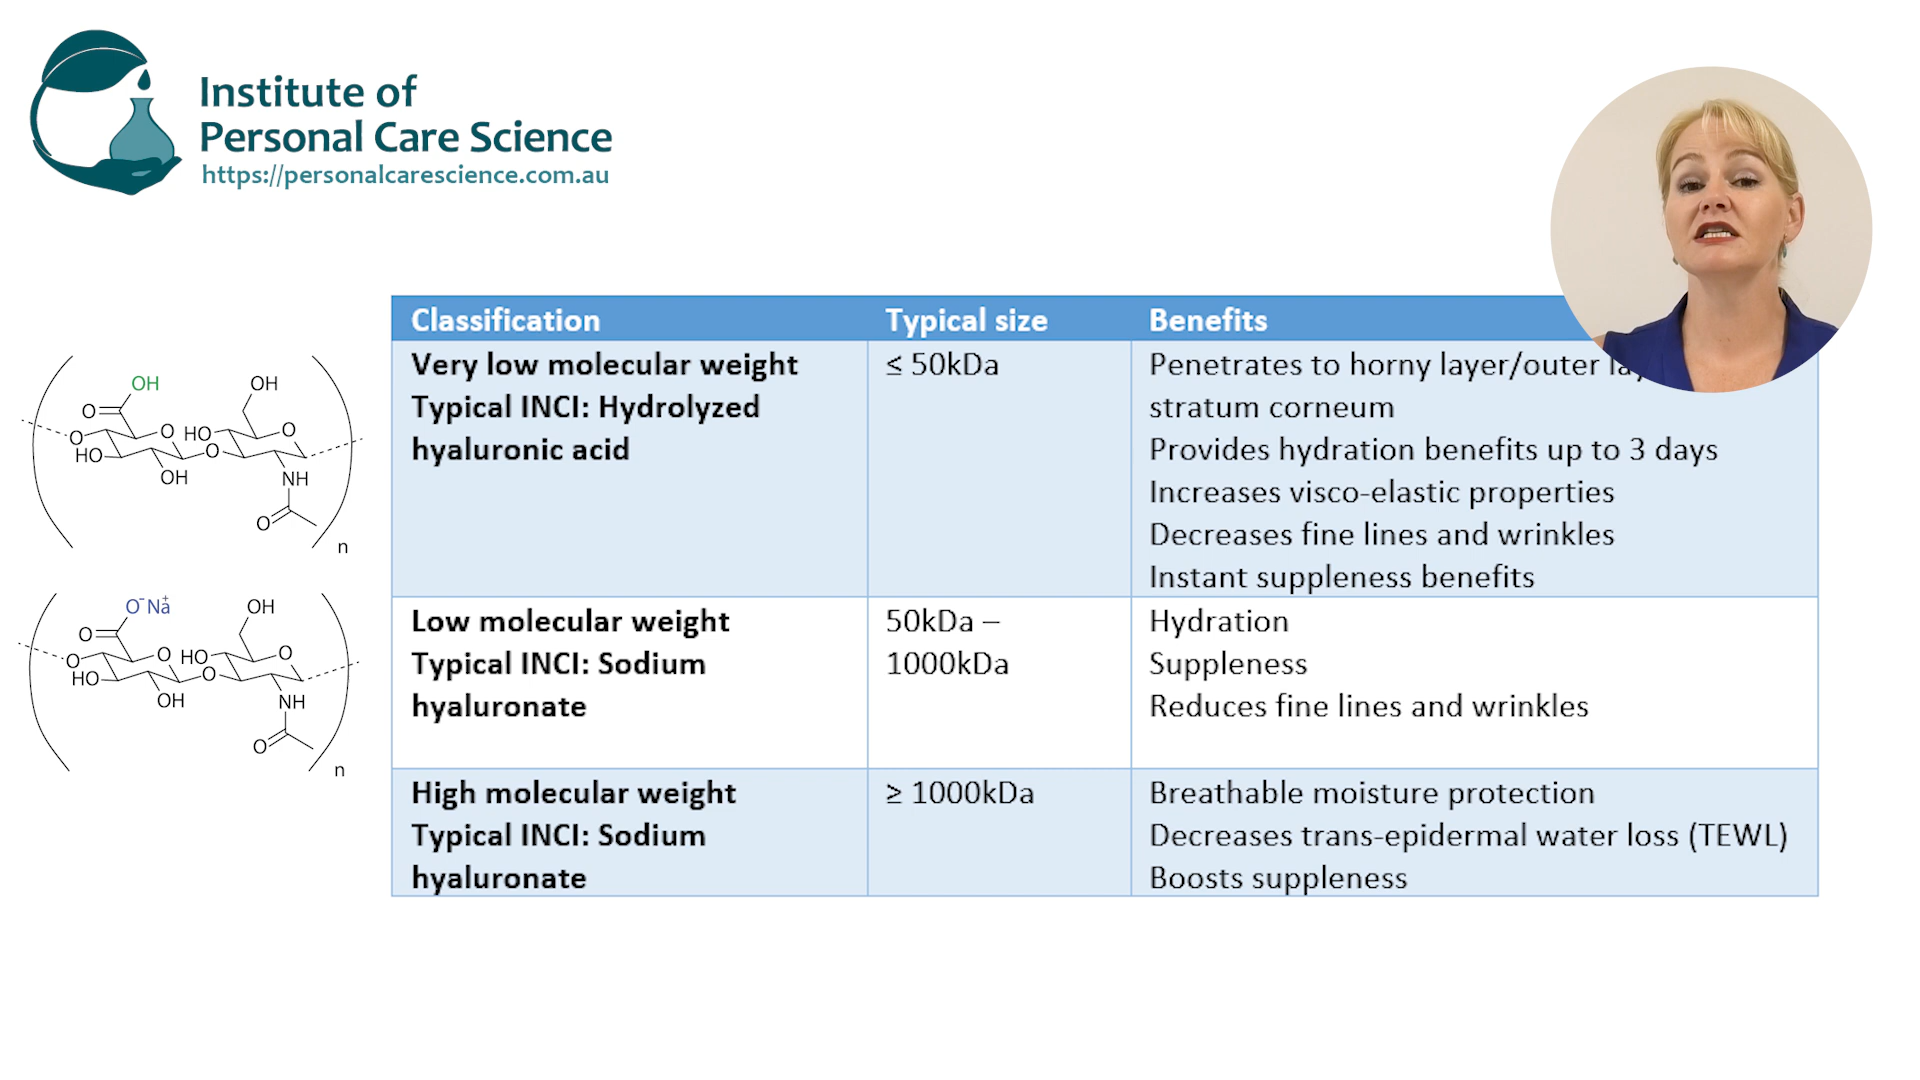 Institute of
Personal Care Science
https://personalcarescience.com.au
Classification
Typical size
Benefits
Very low molecular weight
Typical INCI: Hydrolyzed
hyaluronic acid
≤ 50kDa
Penetrates to horny layer/outer
stratum corneum
Provides hydration benefits up to 3 days
Increases visco-elastic properties
Decreases fine lines and wrinkles
Instant suppleness benefits
Low molecular weight
Typical INCI: Sodium
hyaluronate
50kDa –
1000kDa
Hydration
Suppleness
Reduces fine lines and wrinkles
High molecular weight
Typical INCI: Sodium
hyaluronate
≥ 1000kDa
Breathable moisture protection
Decreases trans-epidermal water loss (TEWL)
Boosts suppleness
OH
OH
O
O
O
HO
O
HO
O
OH
NH
O
n
O⁻Na⁺
OH
O
O
O
HO
O
HO
O
OH
NH
O
n